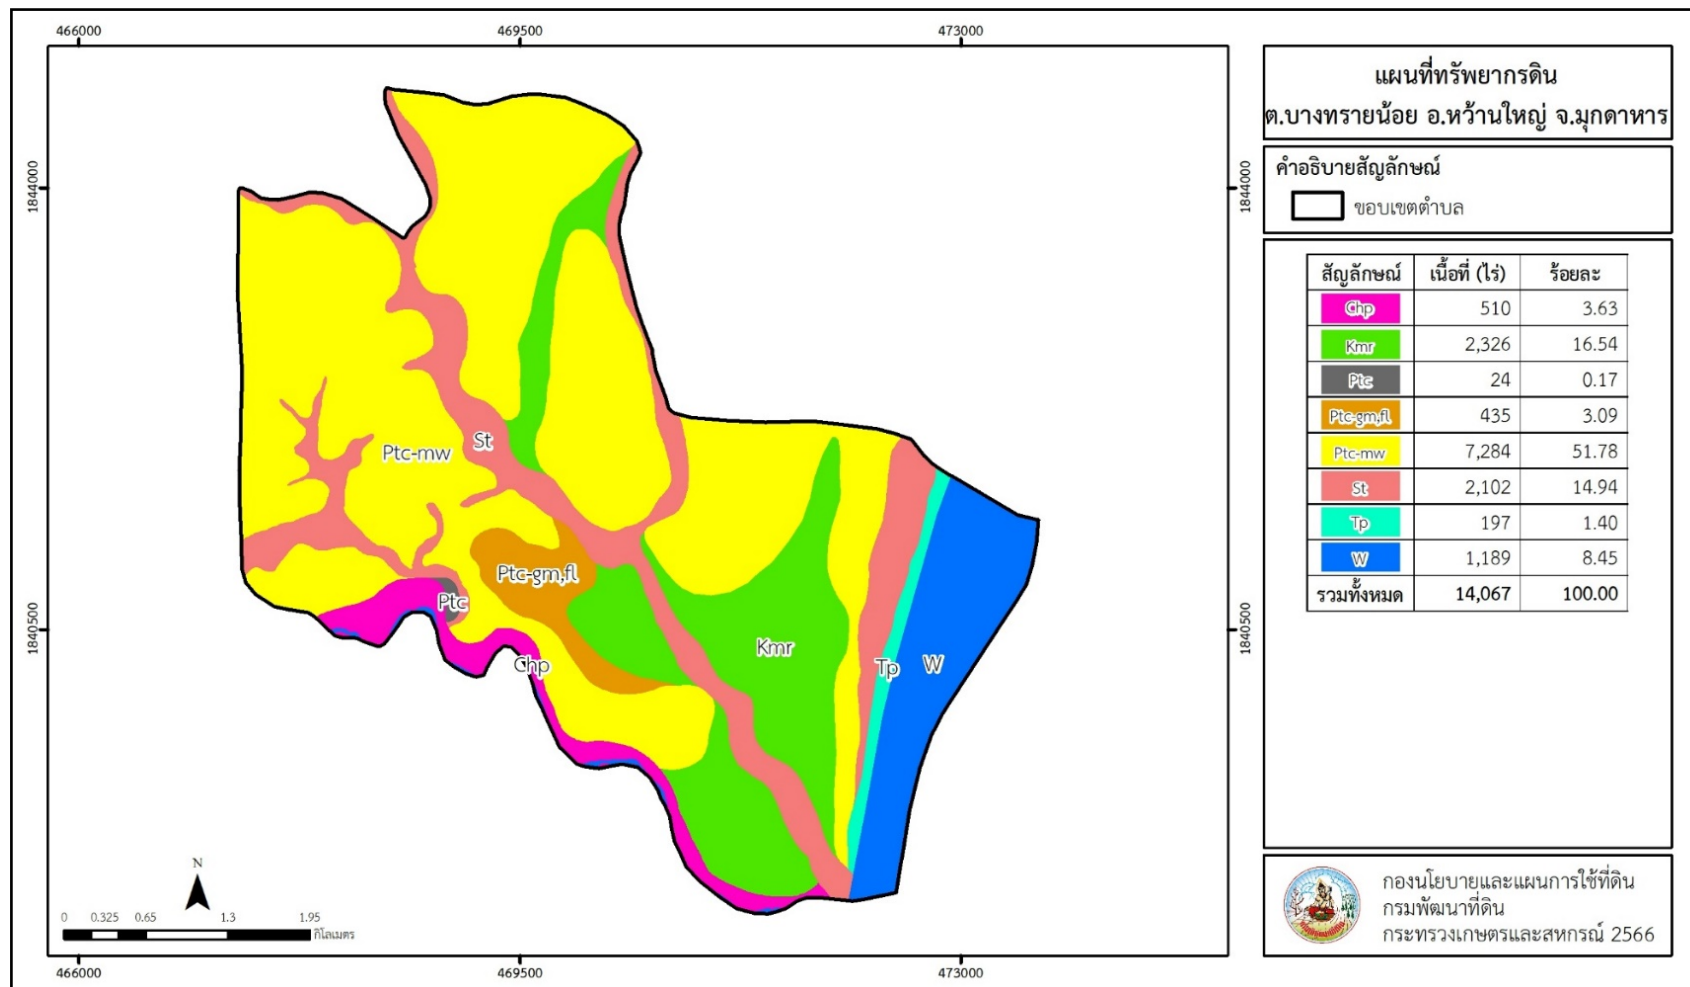 466000
469500
473000
1844000
1844000
1840500
1840500
Ptc-mw
St
Ptc-gm,fl
Ptc
Chp
Kmr
Tp
W
N
0 0.325 0.65 1.3 1.95
กิโลเมตร
466000
469500
473000
แผนที่ทรัพยากรดิน
ต.บางทรายน้อย อ.หว้านใหญ่ จ.มุกดาหาร
คำอธิบายสัญลักษณ์
ขอบเขตตำบล
สัญลักษณ์ เนื้อที่ (ไร่) ร้อยละ
Chp 510 3.63
Kmr 2,326 16.54
Ptc 24 0.17
Ptc-gm,fl 435 3.09
Ptc-mw 7,284 51.78
St 2,102 14.94
Tp 197 1.40
W 1,189 8.45
รวมทั้งหมด 14,067 100.00
กองนโยบายและแผนการใช้ที่ดิน
กรมพัฒนาที่ดิน
กระทรวงเกษตรและสหกรณ์ 2566